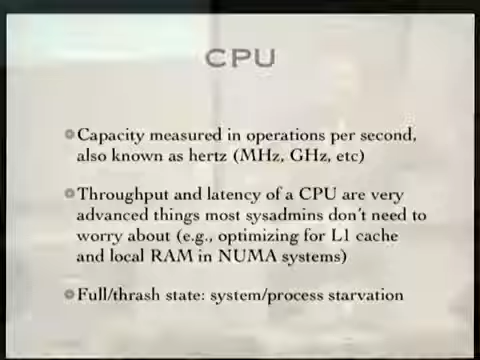 CPU
Capacity measured in operations per second,
also known as hertz (MHz, GHz, etc)
Throughput and latency of a CPU are very
advanced things most sysadmins don't need to
worry about (e.g., optimizing for L1 cache
and local RAM in NUMA systems)
Full/thrash state: system/process starvation